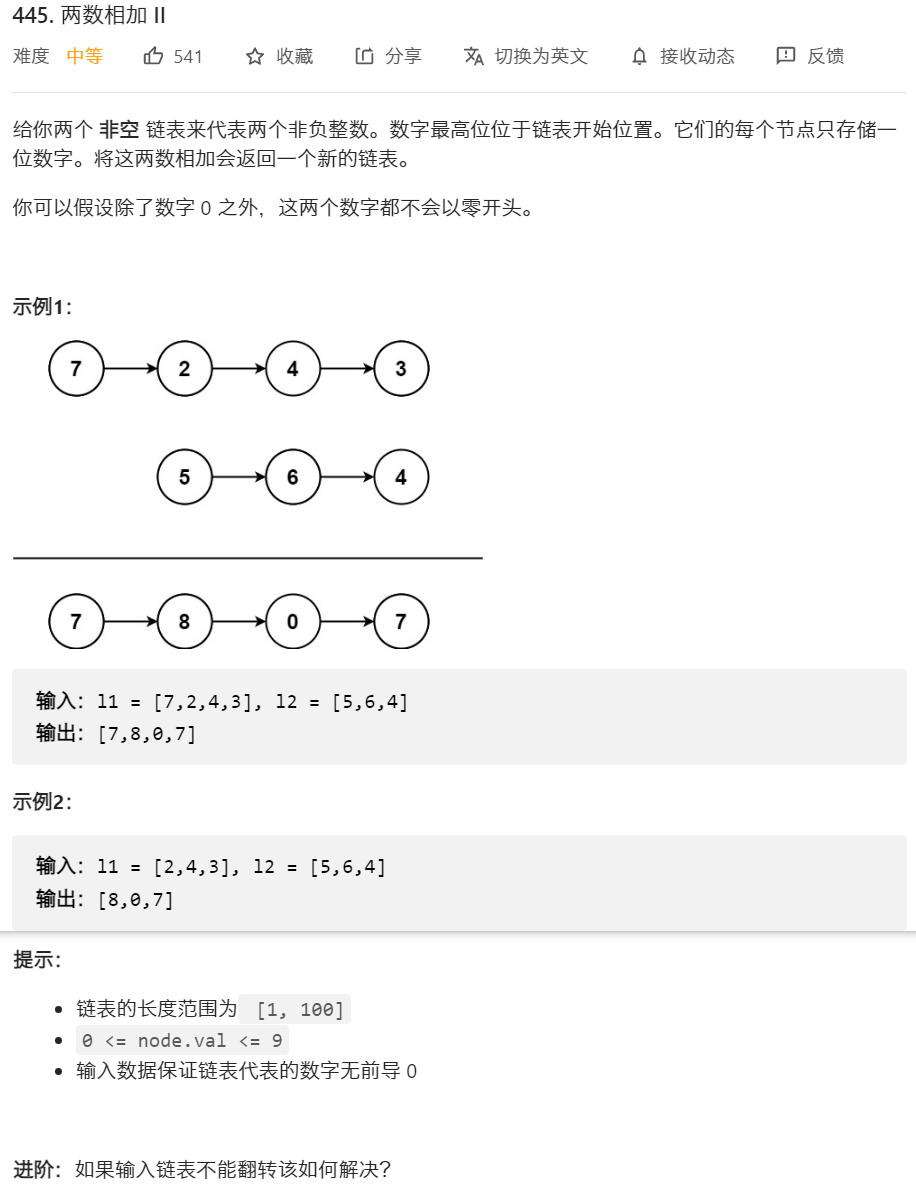 445. 两数相加 II
难度 中等 541 收藏 分享 切换为英文 接收动态 反馈
给你两个 非空 链表来代表两个非负整数。数字最高位位于链表开始位置。它们的每个节点只存储一
位数字。将这两数相加会返回一个新的链表。
你可以假设除了数字 0 之外，这两个数字都不会以零开头。
示例1：
7 2 4 3
5 6 4
7 8 0 7
输入：l1 = [7,2,4,3], l2 = [5,6,4]
输出：[7,8,0,7]
示例2：
输入：l1 = [2,4,3], l2 = [5,6,4]
输出：[8,0,7]
提示：
• 链表的长度范围为 [1, 100]
• 0 <= node.val <= 9
• 输入数据保证链表代表的数字无前导 0
进阶：如果输入链表不能翻转该如何解决？